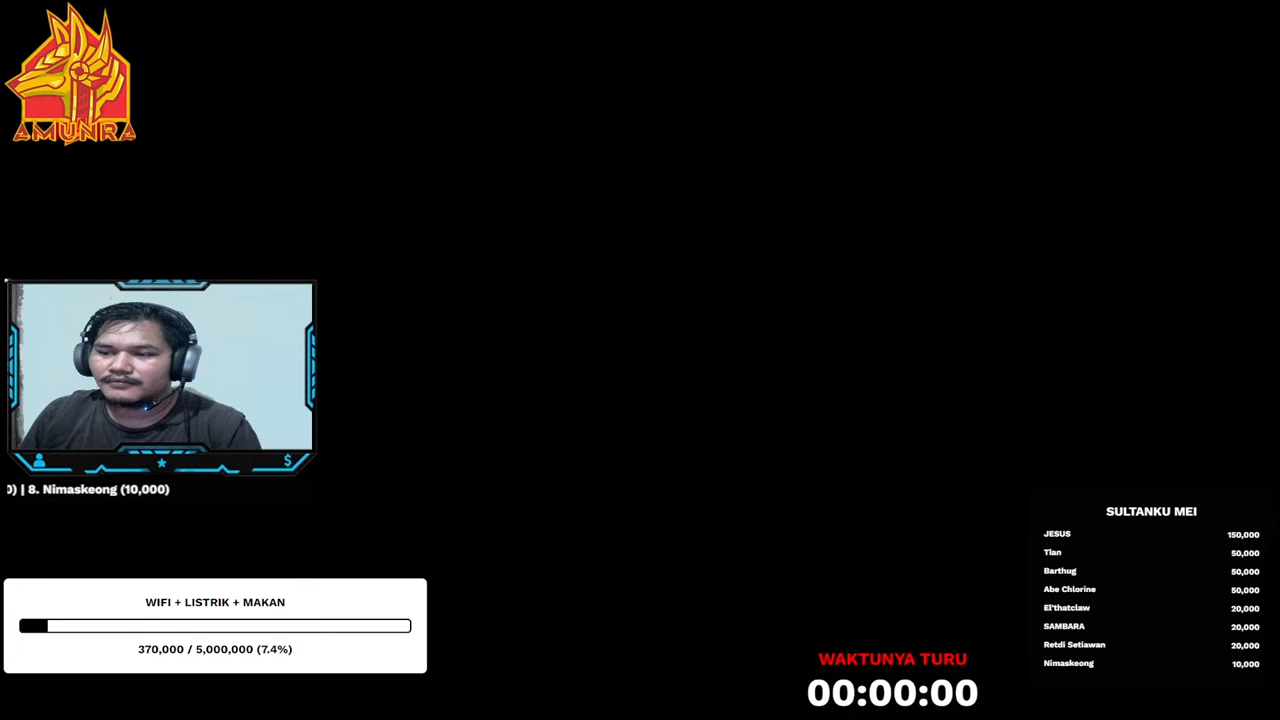 AMUNRA
0) | 8. Nimaskeong (10,000)
WIFI + LISTRIK + MAKAN
370,000 / 5,000,000 (7.4%)
WAKTUNYA TURU
00:00:00
SULTANKU MEI
JESUS 150,000
Tian 50,000
Barthug 50,000
Abe Chlorine 50,000
El'thatclaw 20,000
SAMBARA 20,000
Retdi Setiawan 20,000
Nimaskeong 10,000